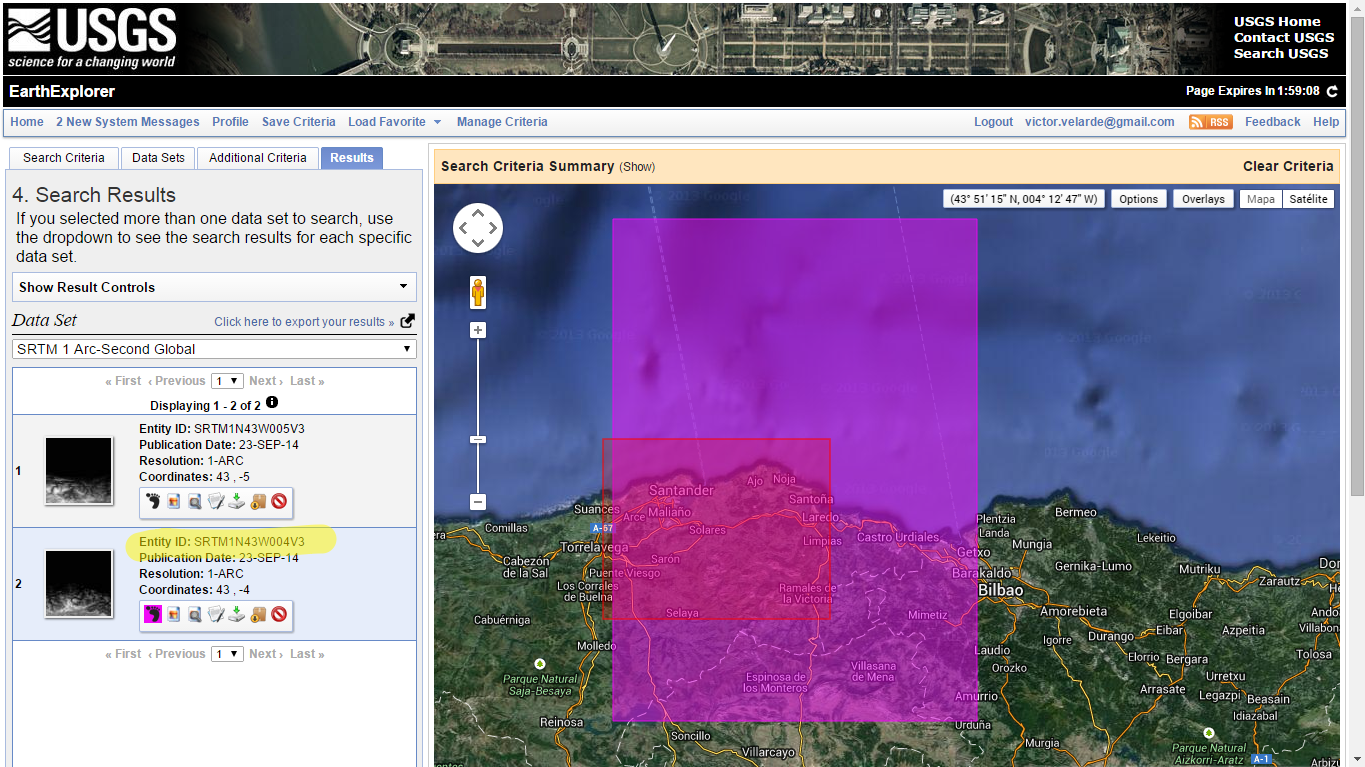 USGS
science for a changing world
USGS Home
Contact USGS
Search USGS
EarthExplorer
Page Expires In 1:59:08
Home 2 New System Messages Profile Save Criteria Load Favorite Manage Criteria
Logout victor.velarde@gmail.com RSS Feedback Help
Search Criteria Data Sets Additional Criteria Results
4. Search Results
If you selected more than one data set to search, use
the dropdown to see the search results for each specific
data set.
Show Result Controls
Data Set
Click here to export your results »
SRTM 1 Arc-Second Global
« First ‹ Previous 1 Next › Last »
Displaying 1 - 2 of 2
1
Entity ID: SRTM1N43W005V3
Publication Date: 23-SEP-14
Resolution: 1-ARC
Coordinates: 43 , -5
2
Entity ID: SRTM1N43W004V3
Publication Date: 23-SEP-14
Resolution: 1-ARC
Coordinates: 43 , -4
« First ‹ Previous 1 Next › Last »
Search Criteria Summary (Show)
Clear Criteria
(43° 51' 15" N, 004° 12' 47" W)
Options
Overlays
Mapa
Satélite
Santander
Ajo
Noja
Suances
Arce
Maliaño
Santoña
Comillas
A-67
Solares
Laredo
Limpias
Castro Urdiales
Plentzia
Bermeo
Landa
Lekeitio
Mungia
Getxo
Torrelavega
Cabezón
de la Sal
Sarón
Gernika-Lumo
Mutriku
Zarautz
Puente Viesgo
Barakaldo
Bilbao
Los Corrales
de Buelna
Ramales de
la Victoria
Amorebieta
Elgoibar
Cabuérniga
Selaya
Mimetiz
Durango
Eibar
Azpeitia
Igorre
Molledo
Laudio
Orozko
Elorrio
Bergara
Tolosa
Parque Natural
Saja-Besaya
Villasana
de Mena
Espinosa de
los Monteros
Urretxu
Arrasate
Legazpi
Beasain
Amurrio
Idiazabal
Reinosa
Urduña
Soncillo
Murgia
Villarcayo
Parque Natural
Aizkorri-Aratz
A-1